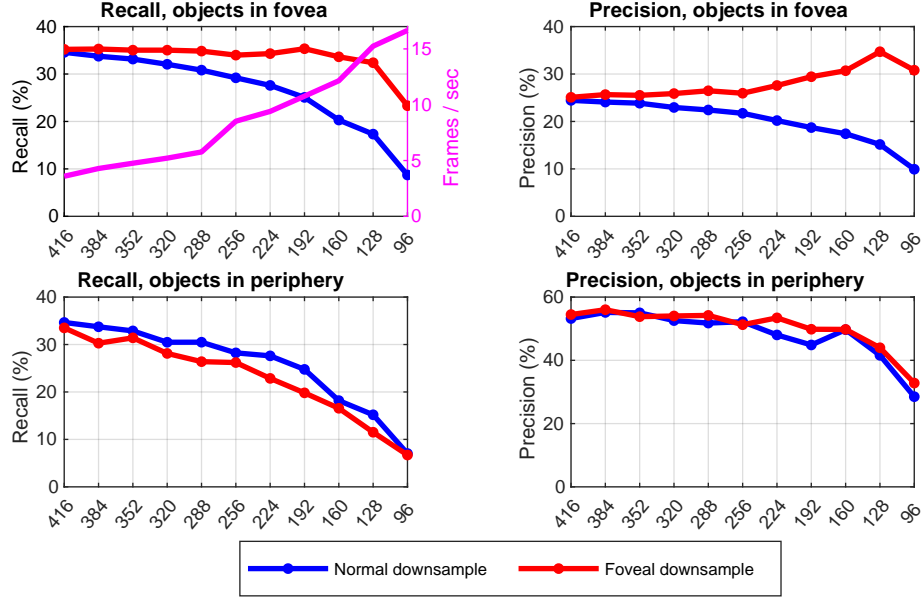 Recall, objects in fovea
40
30
20
10
0
Recall (%)
15
10
5
0
Frames / sec
416 384 352 320 288 256 224 192 160 128 96
Precision, objects in fovea
40
30
20
10
0
Precision (%)
416 384 352 320 288 256 224 192 160 128 96
Recall, objects in periphery
40
30
20
10
0
Recall (%)
416 384 352 320 288 256 224 192 160 128 96
Precision, objects in periphery
60
40
20
0
Precision (%)
416 384 352 320 288 256 224 192 160 128 96
Normal downsample
Foveal downsample